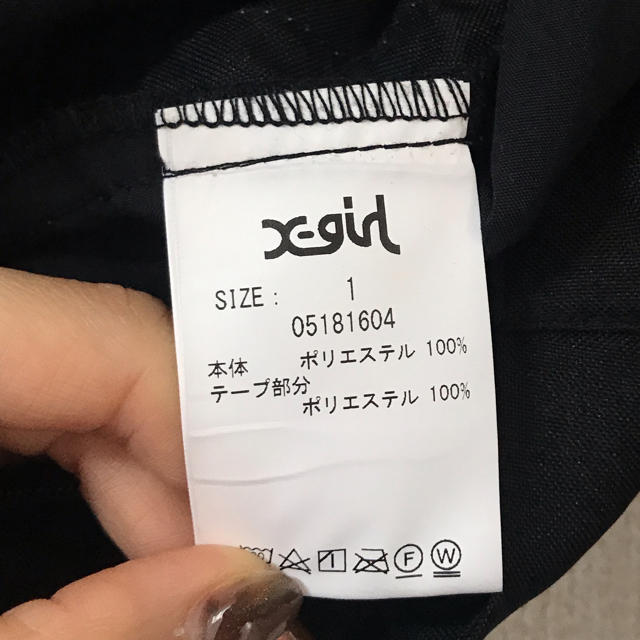 X-girl
SIZE : 1
05181604
本体 ポリエステル 100%
テープ部分
ポリエステル 100%
F W